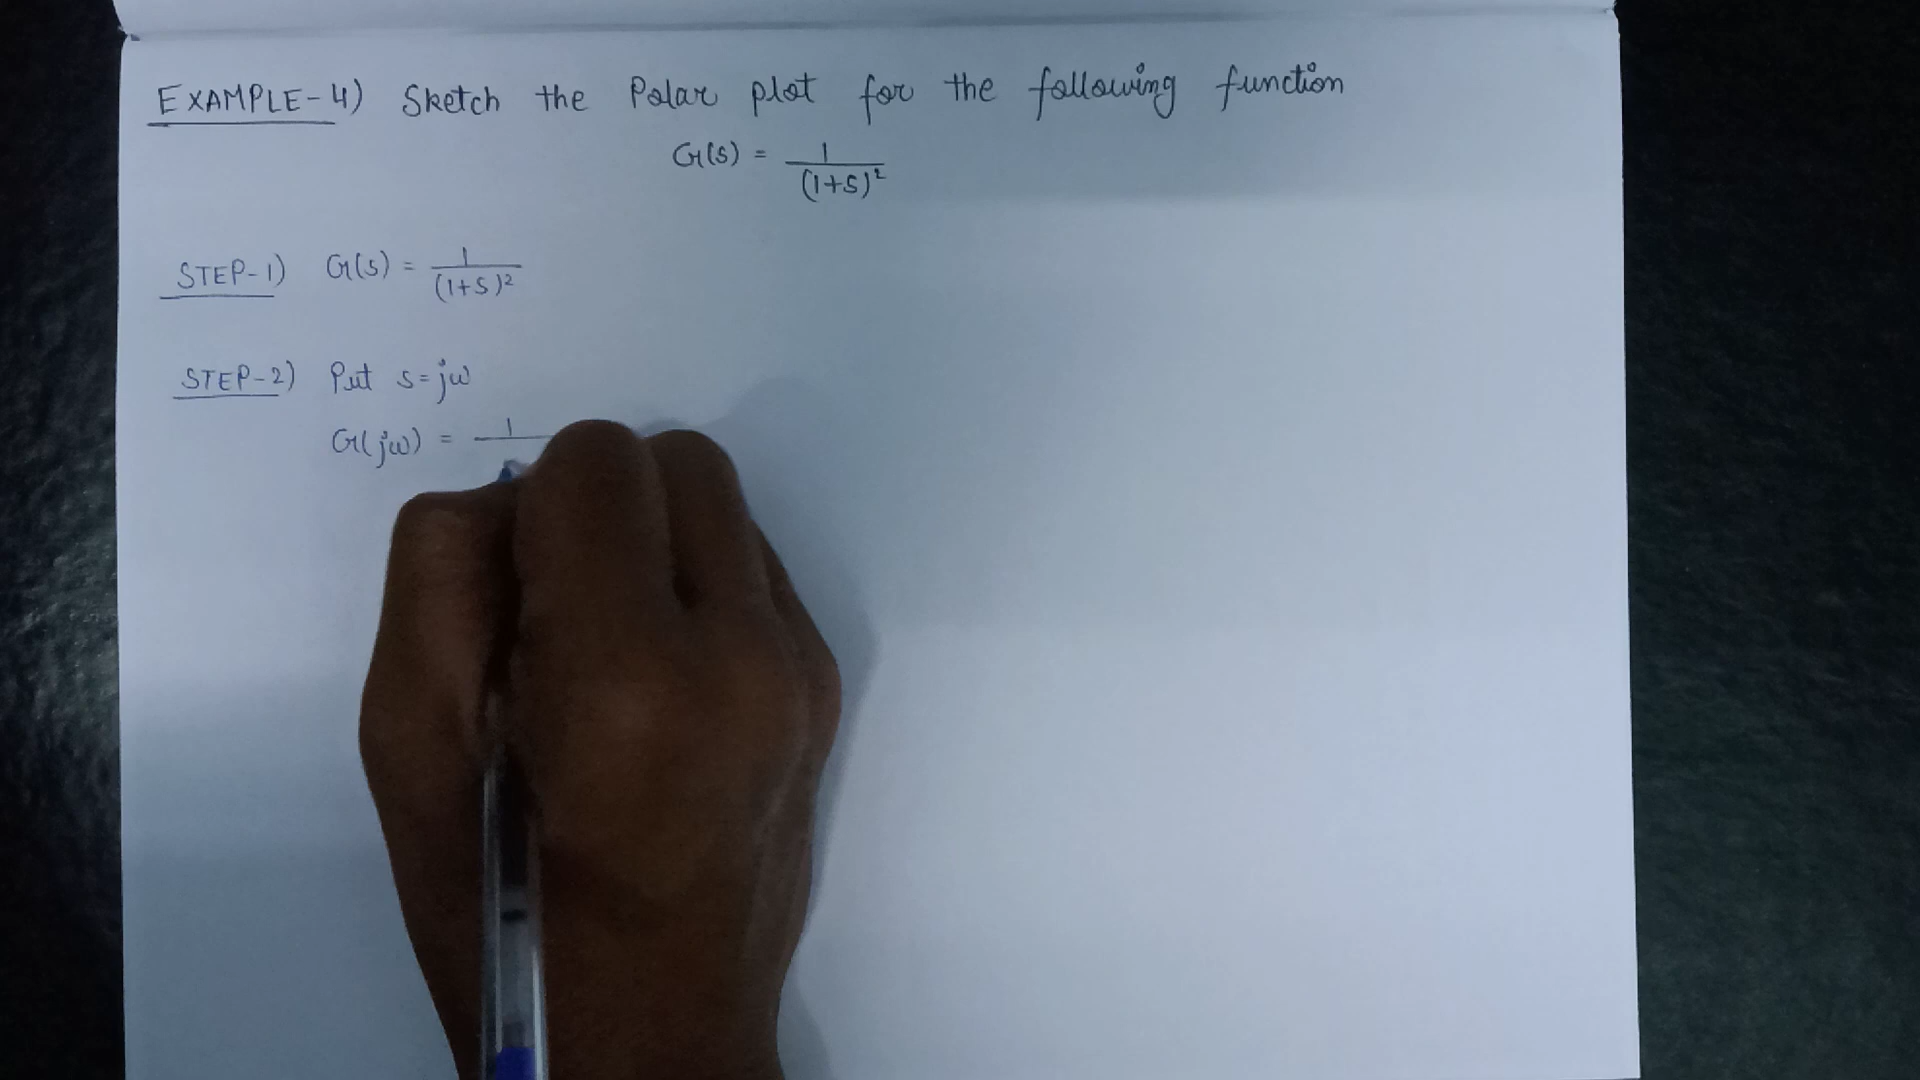 EXAMPLE-4) Sketch the Polar plot for the following function
G(s) = 1/(1+s)²
STEP-1) G(s) = 1/(1+s)²
STEP-2) Put s=jω
G(jω) = 1